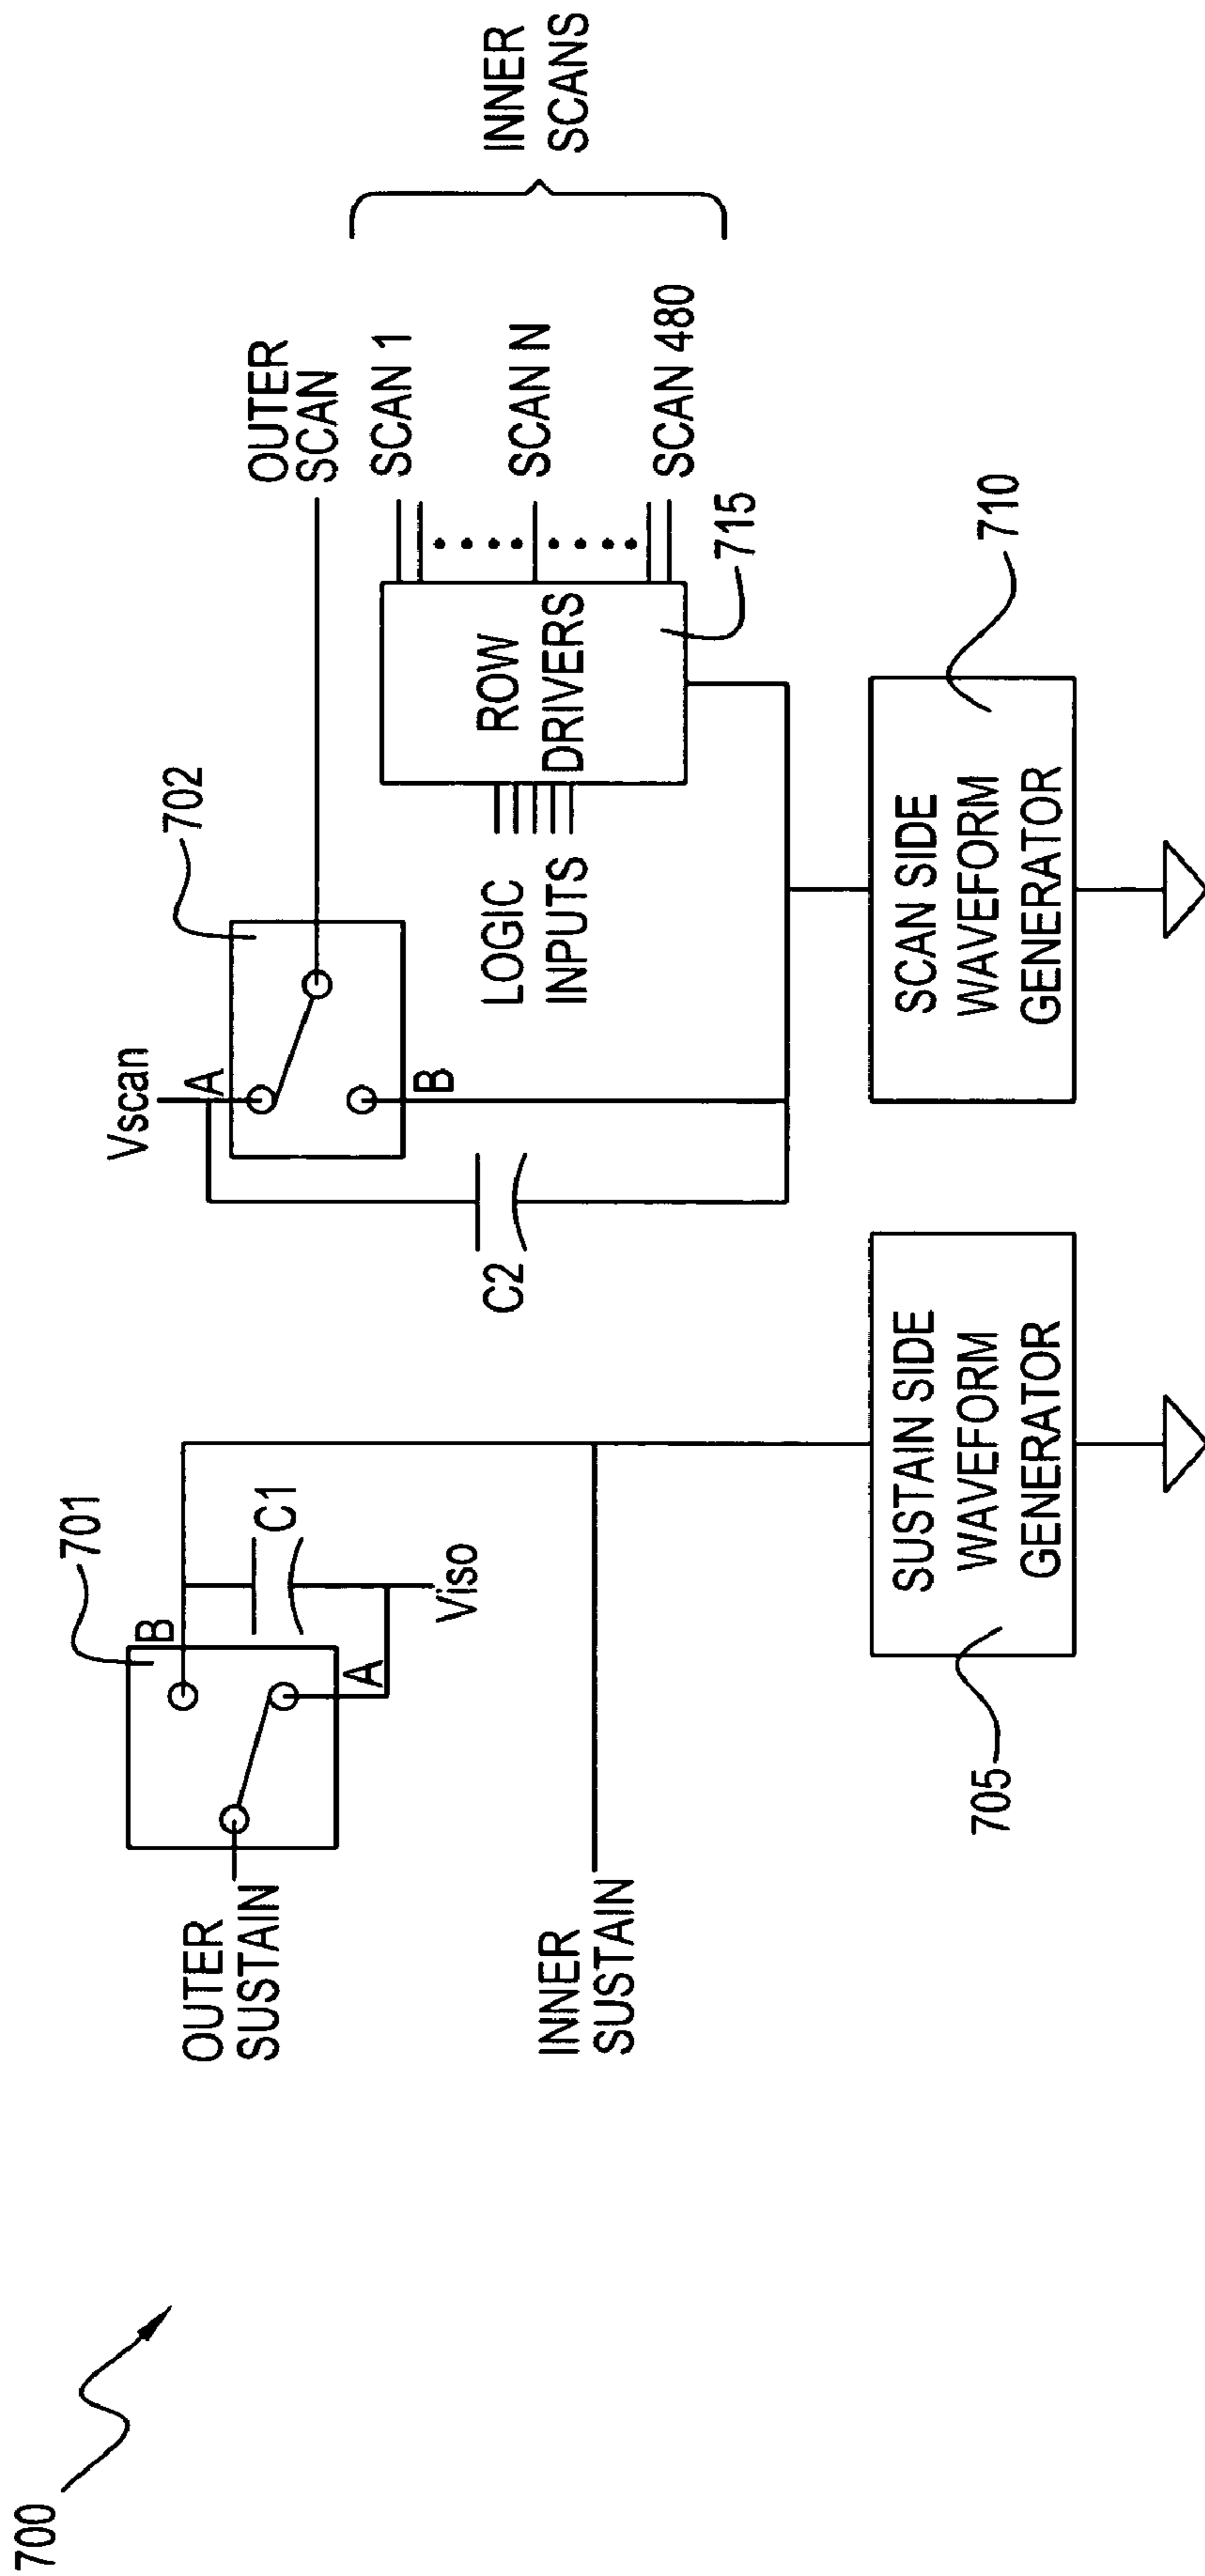 700
701
B
C1
A
Viso
OUTER
SUSTAIN
INNER
SUSTAIN
705
SUSTAIN SIDE
WAVEFORM
GENERATOR
Vscan
A
702
B
C2
OUTER
SCAN
LOGIC
INPUTS
ROW
DRIVERS
715
SCAN 1
SCAN N
SCAN 480
INNER
SCANS
SCAN SIDE
WAVEFORM
GENERATOR
710